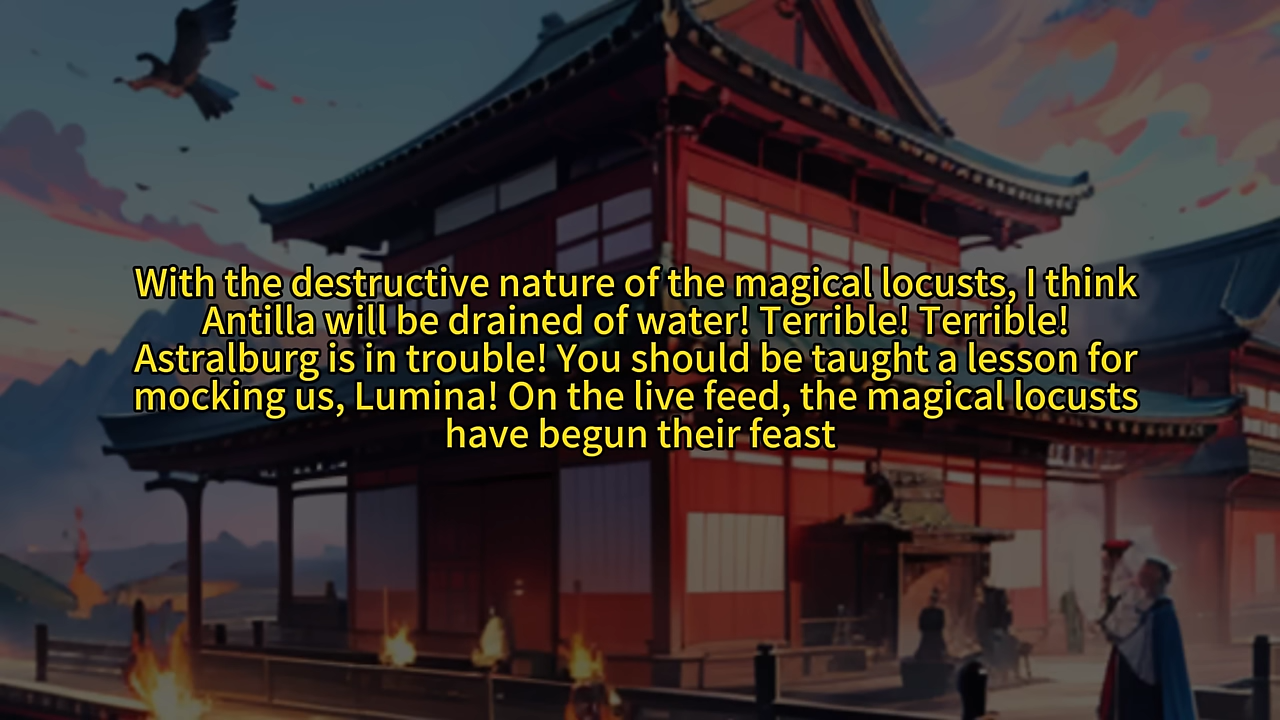 With the destructive nature of the magical locusts, I think
Antilla will be drained of water! Terrible! Terrible!
Astralburg is in trouble! You should be taught a lesson for
mocking us, Lumina! On the live feed, the magical locusts
have begun their feast